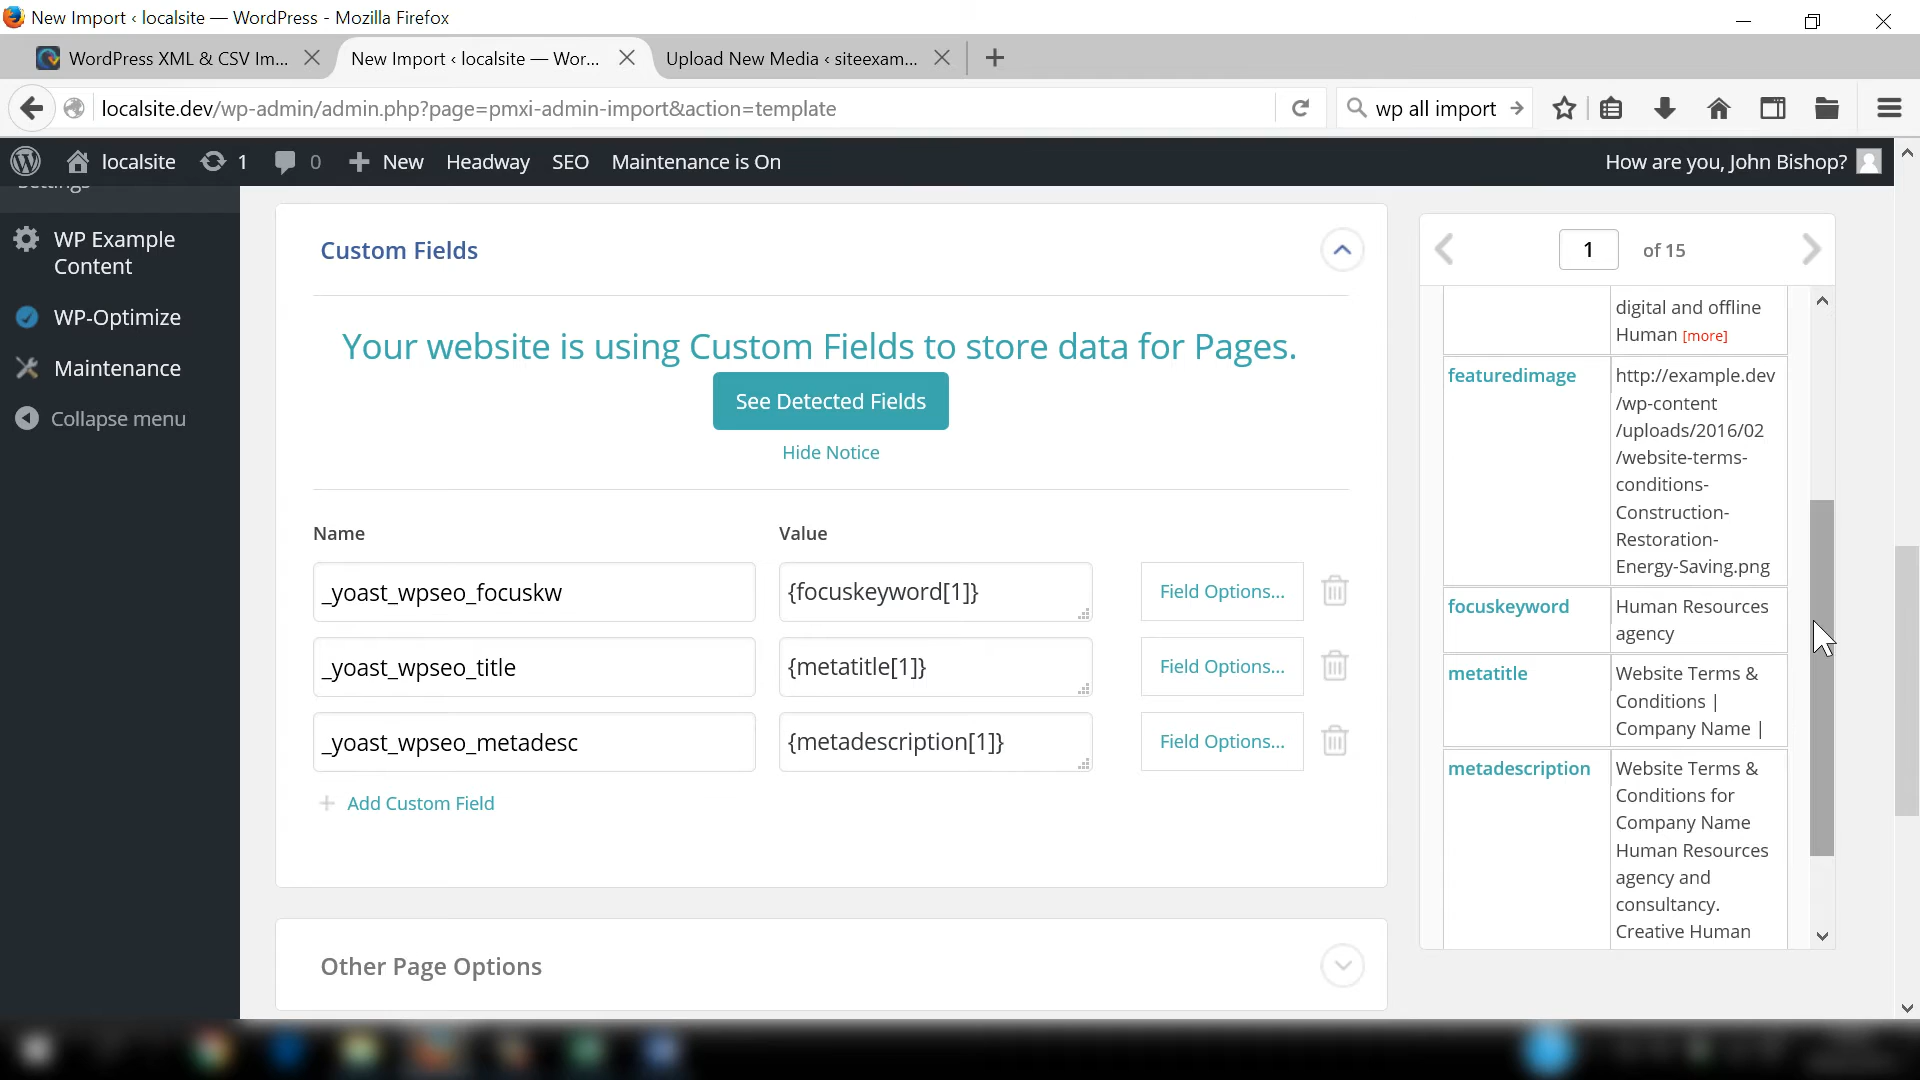 New Import ‹ localsite — WordPress - Mozilla Firefox
WordPress XML & CSV Im...
New Import ‹ localsite — Wor...
Upload New Media ‹ siteexam...
localsite.dev/wp-admin/admin.php?page=pmxi-admin-import&action=template
wp all import
localsite
1
0
New
Headway
SEO
Maintenance is On
How are you, John Bishop?
Settings
WP Example
Content
WP-Optimize
Maintenance
Collapse menu
Custom Fields
Your website is using Custom Fields to store data for Pages.
See Detected Fields
Hide Notice
Name Value
_yoast_wpseo_focuskw {focuskeyword[1]} Field Options...
_yoast_wpseo_title {metatitle[1]} Field Options...
_yoast_wpseo_metadesc {metadescription[1]} Field Options...
+ Add Custom Field
Other Page Options
1 of 15
digital and offline
Human [more]
featuredimage http://example.dev
/wp-content
/uploads/2016/02
/website-terms-
conditions-
Construction-
Restoration-
Energy-Saving.png
focuskeyword Human Resources
agency
metatitle Website Terms &
Conditions |
Company Name |
metadescription Website Terms &
Conditions for
Company Name
Human Resources
agency and
consultancy.
Creative Human